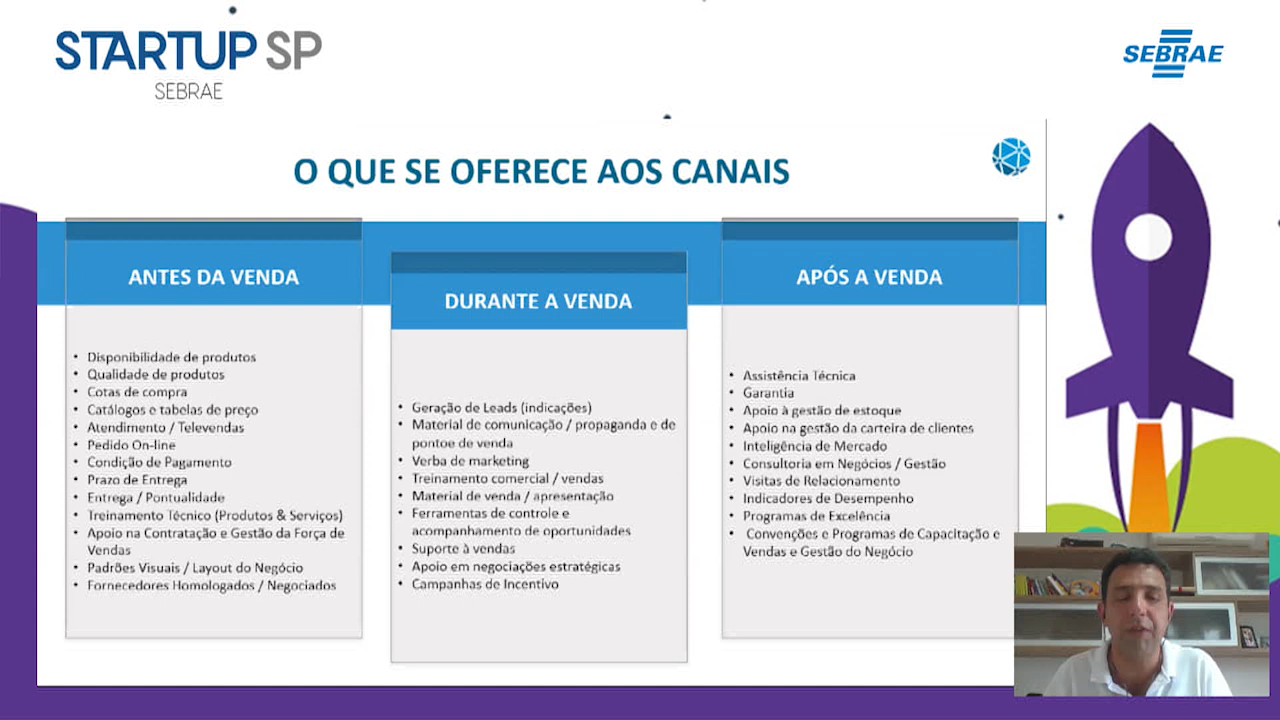 STARTUP SP
SEBRAE
SEBRAE
O QUE SE OFERECE AOS CANAIS
ANTES DA VENDA
• Disponibilidade de produtos
• Qualidade de produtos
• Cotas de compra
• Catálogos e tabelas de preço
• Atendimento / Televendas
• Pedido On-line
• Condição de Pagamento
• Prazo de Entrega
• Entrega / Pontualidade
• Treinamento Técnico (Produtos & Serviços)
• Apoio na Contratação e Gestão da Força de
Vendas
• Padrões Visuais / Layout do Negócio
• Fornecedores Homologados / Negociados
DURANTE A VENDA
• Geração de Leads (indicações)
• Material de comunicação / propaganda e de
pontoe de venda
• Verba de marketing
• Treinamento comercial / vendas
• Material de venda / apresentação
• Ferramentas de controle e
acompanhamento de oportunidades
• Suporte à vendas
• Apoio em negociações estratégicas
• Campanhas de Incentivo
APÓS A VENDA
• Assistência Técnica
• Garantia
• Apoio à gestão de estoque
• Apoio na gestão da carteira de clientes
• Inteligência de Mercado
• Consultoria em Negócios / Gestão
• Visitas de Relacionamento
• Indicadores de Desempenho
• Programas de Excelência
• Convenções e Programas de Capacitação e
Vendas e Gestão do Negócio